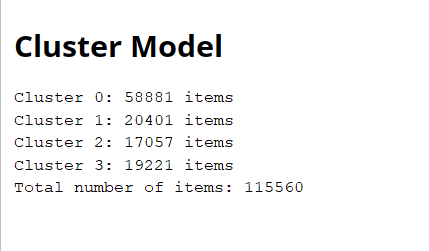 Cluster Model
Cluster 0: 58881 items
Cluster 1: 20401 items
Cluster 2: 17057 items
Cluster 3: 19221 items
Total number of items: 115560